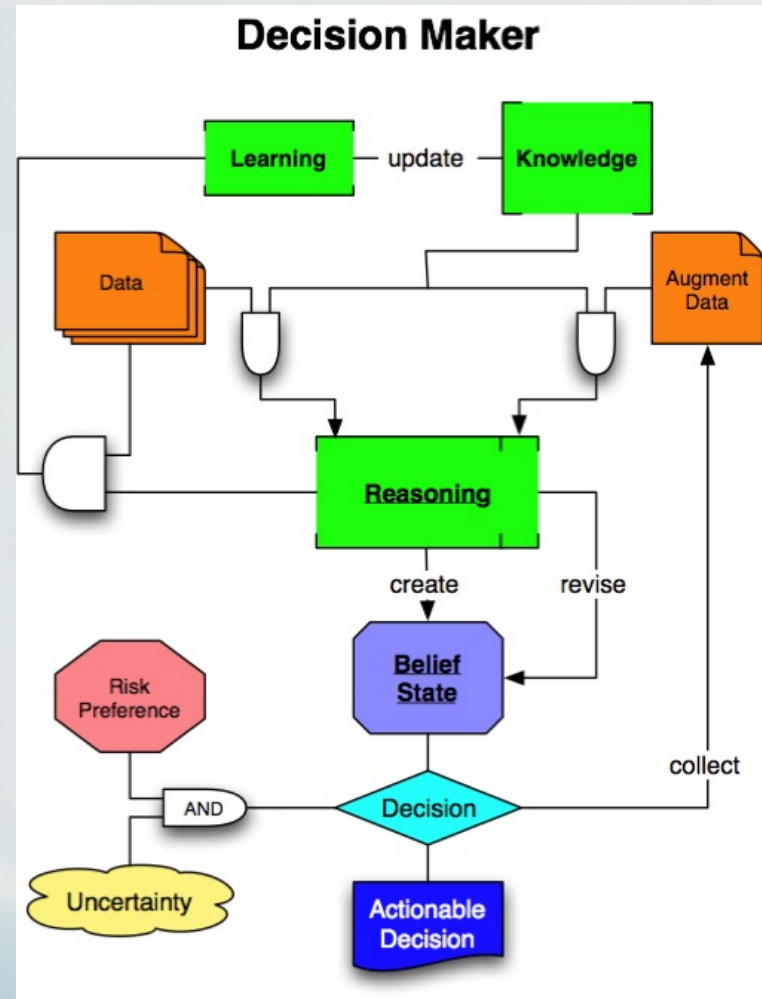 Decision Maker
Learning
update
Knowledge
Data
Augment
Data
Reasoning
create
revise
Belief
State
Risk
Preference
collect
AND
Decision
Uncertainty
Actionable
Decision